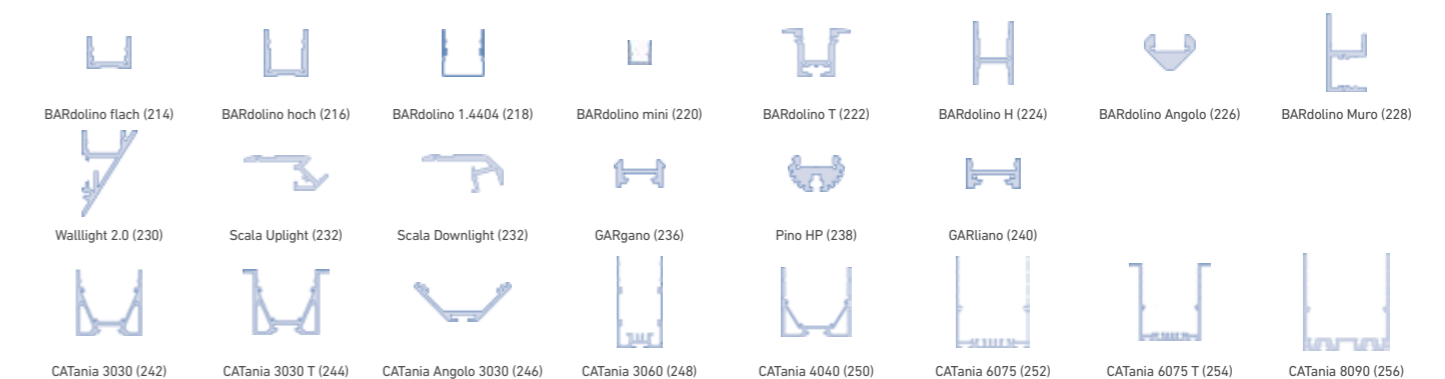 BARdolino flach (214) BARdolino hoch (216) BARdolino 1.4404 (218) BARdolino mini (220) BARdolino T (222) BARdolino H (224) BARdolino Angolo (226) BARdolino Muro (228)
Walllight 2.0 (230) Scala Uplight (232) Scala Downlight (232) GARgano (236) Pino HP (238) GARliano (240)
CATania 3030 (242) CATania 3030 T (244) CATania Angolo 3030 (246) CATania 3060 (248) CATania 4040 (250) CATania 6075 (252) CATania 6075 T (254) CATania 8090 (256)